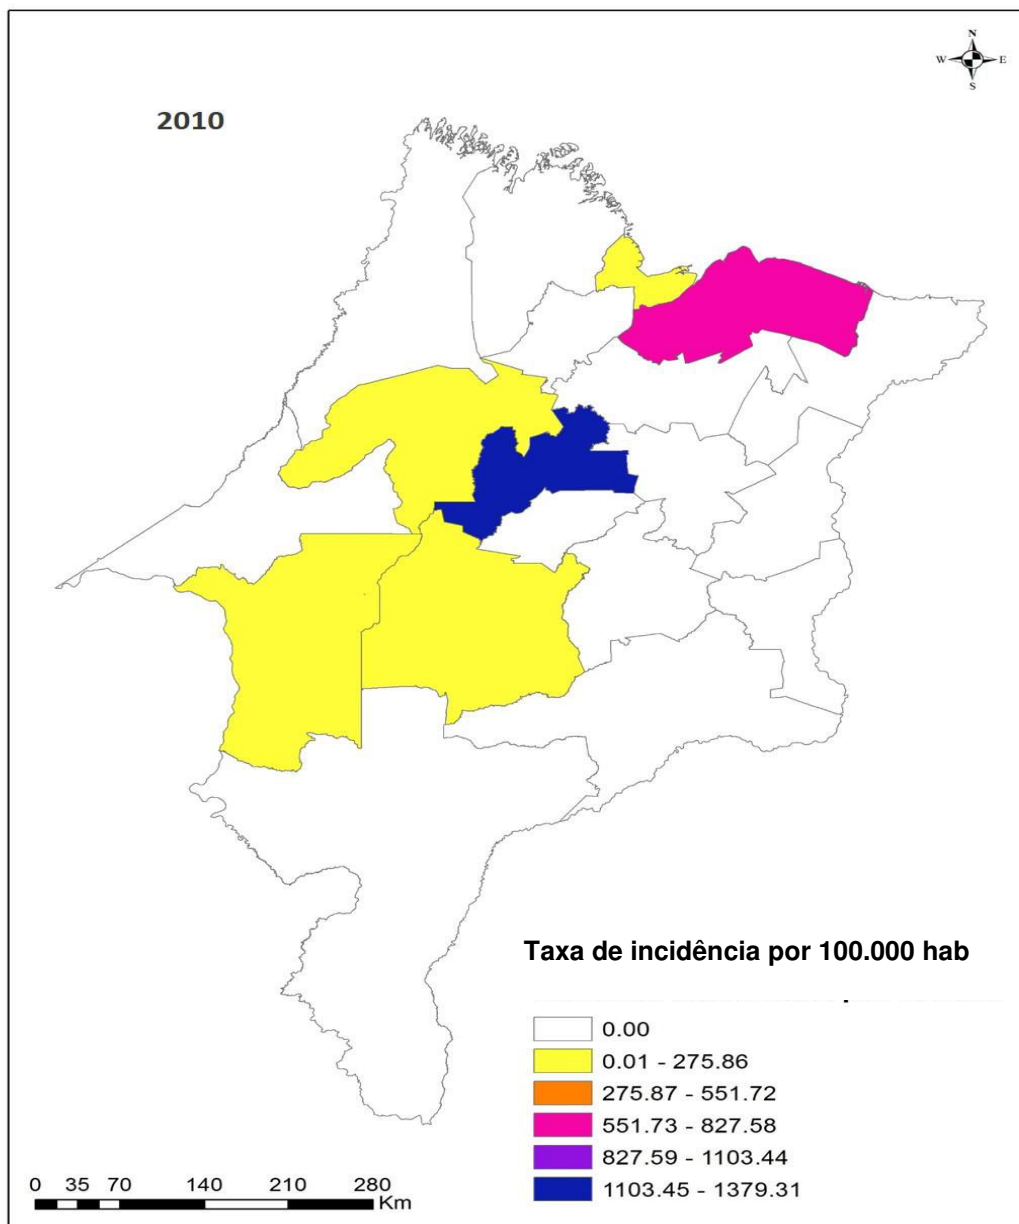 N
W E
S
2010
Taxa de incidência por 100.000 hab
0.00
0.01 - 275.86
275.87 - 551.72
551.73 - 827.58
827.59 - 1103.44
1103.45 - 1379.31
0 35 70 140 210 280
Km